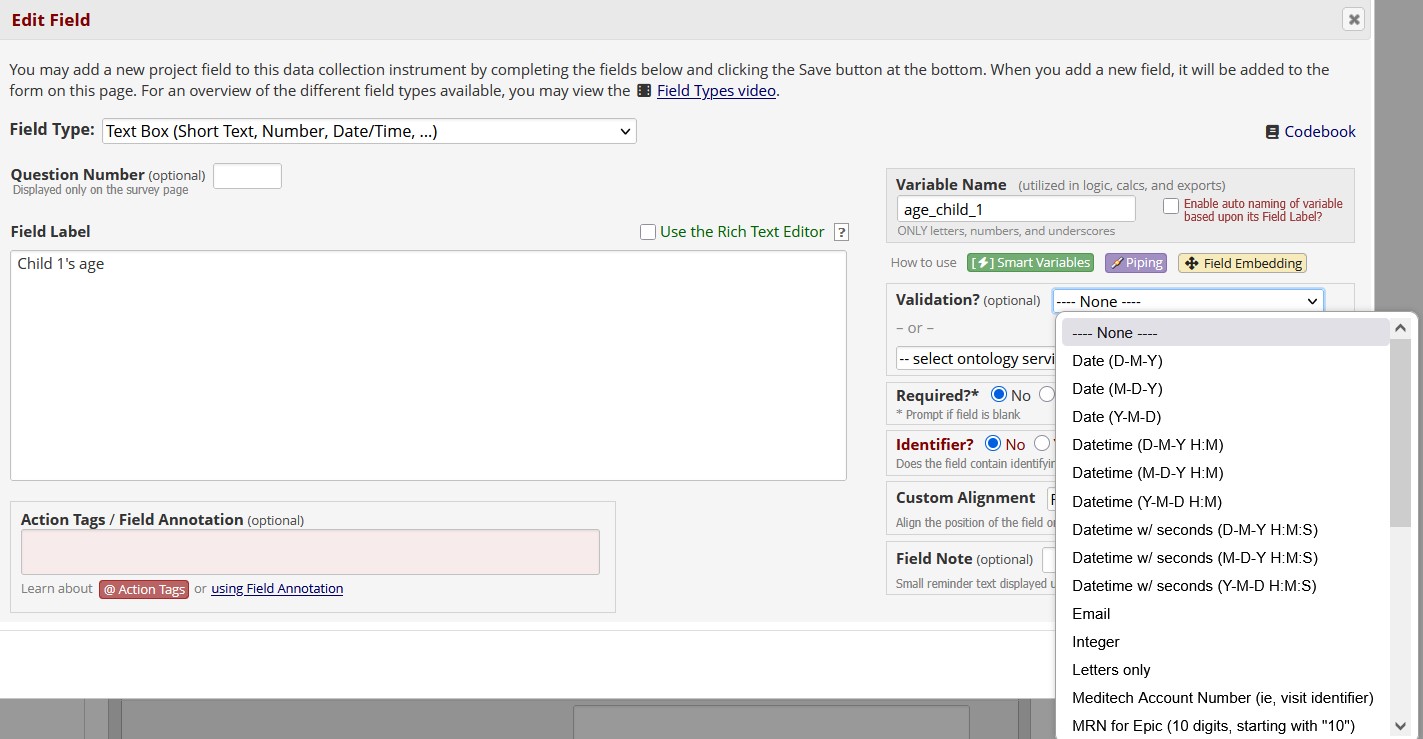 Edit Field
You may add a new project field to this data collection instrument by completing the fields below and clicking the Save button at the bottom. When you add a new field, it will be added to the
form on this page. For an overview of the different field types available, you may view the Field Types video.
Field Type: Text Box (Short Text, Number, Date/Time, ...)
Codebook
Question Number (optional)
Displayed only on the survey page
Field Label
Use the Rich Text Editor ?
Child 1's age
Action Tags / Field Annotation (optional)
Learn about @ Action Tags or using Field Annotation
Variable Name (utilized in logic, calcs, and exports)
age_child_1
Enable auto naming of variable
based upon its Field Label?
ONLY letters, numbers, and underscores
How to use [⚡] Smart Variables Piping Field Embedding
Validation? (optional) ---- None ----
– or –
-- select ontology servi
Required?* No
* Prompt if field is blank
Identifier? No
Does the field contain identifyin
Custom Alignment
Align the position of the field
Field Note (optional)
Small reminder text displayed
---- None ----
Date (D-M-Y)
Date (M-D-Y)
Date (Y-M-D)
Datetime (D-M-Y H:M)
Datetime (M-D-Y H:M)
Datetime (Y-M-D H:M)
Datetime w/ seconds (D-M-Y H:M:S)
Datetime w/ seconds (M-D-Y H:M:S)
Datetime w/ seconds (Y-M-D H:M:S)
Email
Integer
Letters only
Meditech Account Number (ie, visit identifier)
MRN for Epic (10 digits, starting with "10")